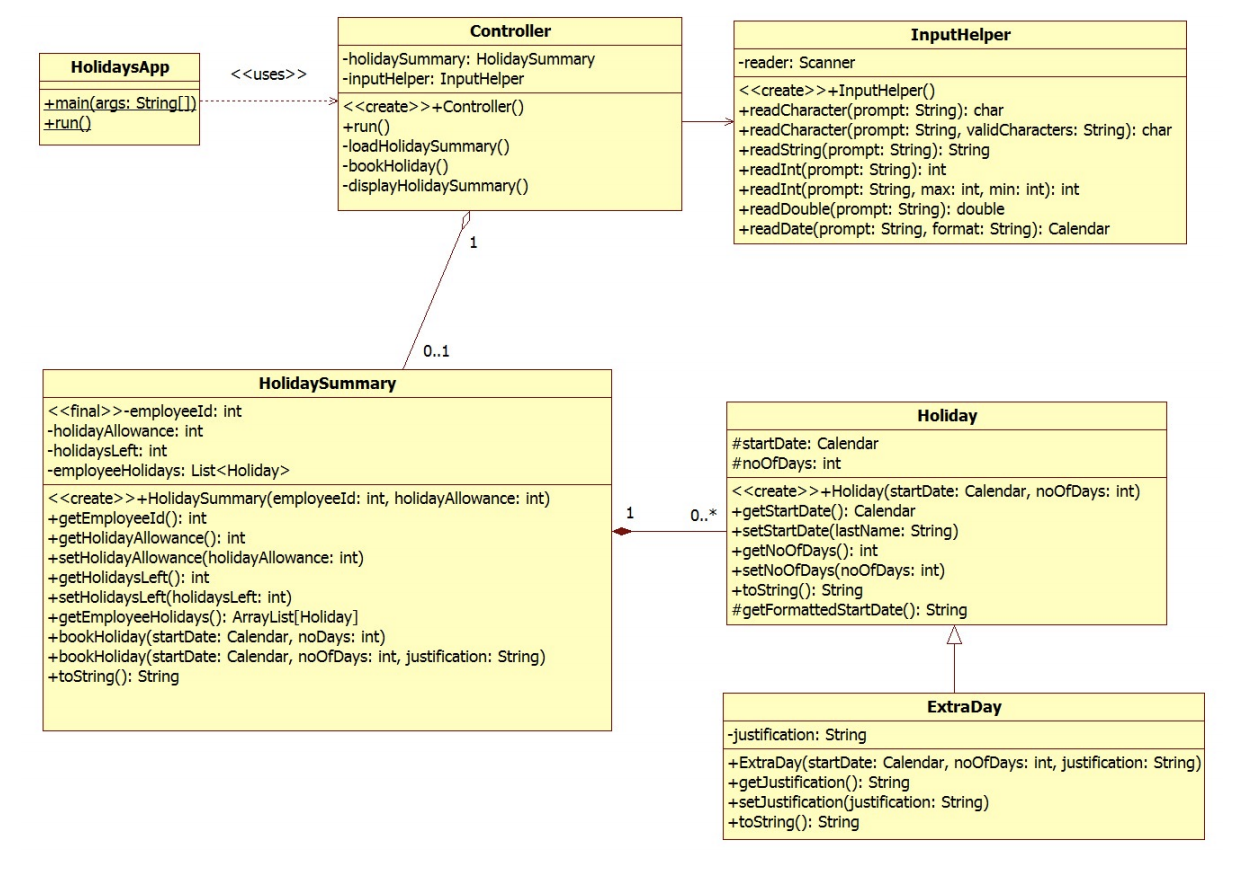 HolidaysApp
+main(args: String[])
+run()
<<uses>>
Controller
-holidaySummary: HolidaySummary
-inputHelper: InputHelper
<<create>>+Controller()
+run()
-loadHolidaySummary()
-bookHoliday()
-displayHolidaySummary()
InputHelper
-reader: Scanner
<<create>>+InputHelper()
+readCharacter(prompt: String): char
+readCharacter(prompt: String, validCharacters: String): char
+readString(prompt: String): String
+readInt(prompt: String): int
+readInt(prompt: String, max: int, min: int): int
+readDouble(prompt: String): double
+readDate(prompt: String, format: String): Calendar
1
0..1
HolidaySummary
<<final>>-employeeId: int
-holidayAllowance: int
-holidaysLeft: int
-employeeHolidays: List<Holiday>
<<create>>+HolidaySummary(employeeId: int, holidayAllowance: int)
+getEmployeeId(): int
+getHolidayAllowance(): int
+setHolidayAllowance(holidayAllowance: int)
+getHolidaysLeft(): int
+setHolidaysLeft(holidaysLeft: int)
+getEmployeeHolidays(): ArrayList[Holiday]
+bookHoliday(startDate: Calendar, noDays: int)
+bookHoliday(startDate: Calendar, noOfDays: int, justification: String)
+toString(): String
1
0..*
Holiday
#startDate: Calendar
#noOfDays: int
<<create>>+Holiday(startDate: Calendar, noOfDays: int)
+getStartDate(): Calendar
+setStartDate(lastName: String)
+getNoOfDays(): int
+setNoOfDays(noOfDays: int)
+toString(): String
#getFormattedStartDate(): String
ExtraDay
-justification: String
+ExtraDay(startDate: Calendar, noOfDays: int, justification: String)
+getJustification(): String
+setJustification(justification: String)
+toString(): String